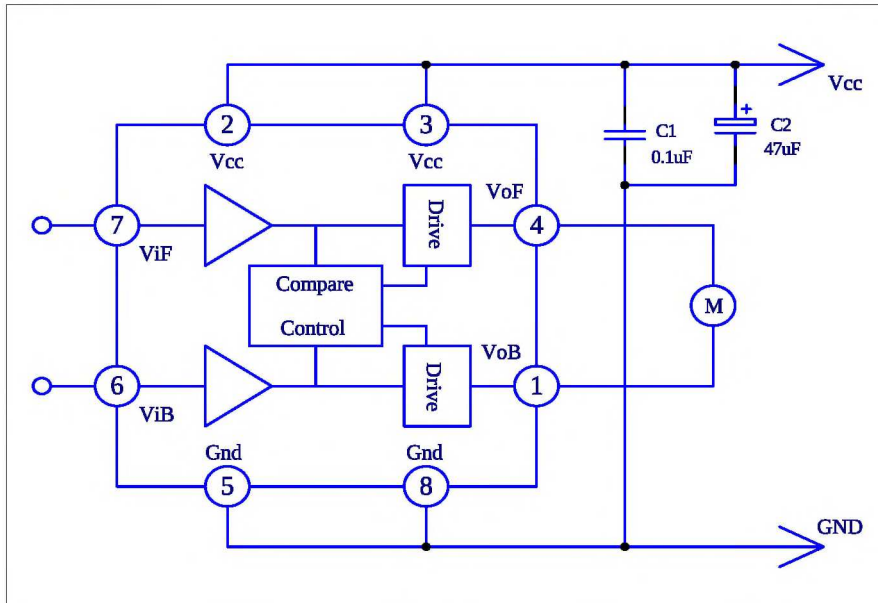 Vcc
2
3
+
C1
0.1uF
C2
47uF
Vcc
Vcc
7
ViF
Drive
VoF
4
Compare
Control
M
6
ViB
Drive
VoB
1
Gnd
Gnd
5
8
GND